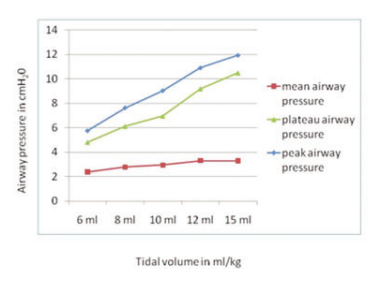 14
12
10
8
6
4
2
0
Airway pressure in cmH₂0
6 ml 8 ml 10 ml 12 ml 15 ml
Tidal volume in ml/kg
mean airway
pressure
plateau airway
pressure
peak airway
pressure